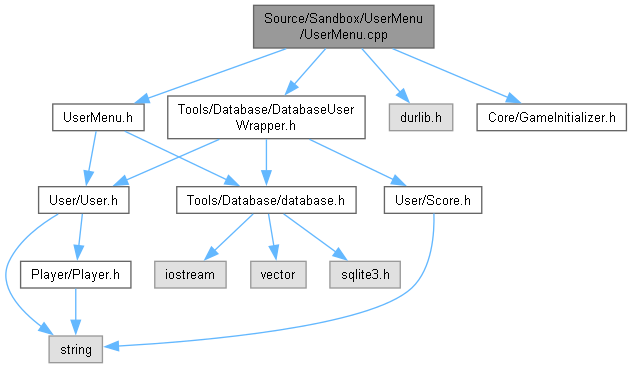 Source/Sandbox/UserMenu
/UserMenu.cpp
UserMenu.h
Tools/Database/DatabaseUser
Wrapper.h
durlib.h
Core/GameInitializer.h
User/User.h
Tools/Database/database.h
User/Score.h
Player/Player.h
iostream
vector
sqlite3.h
string